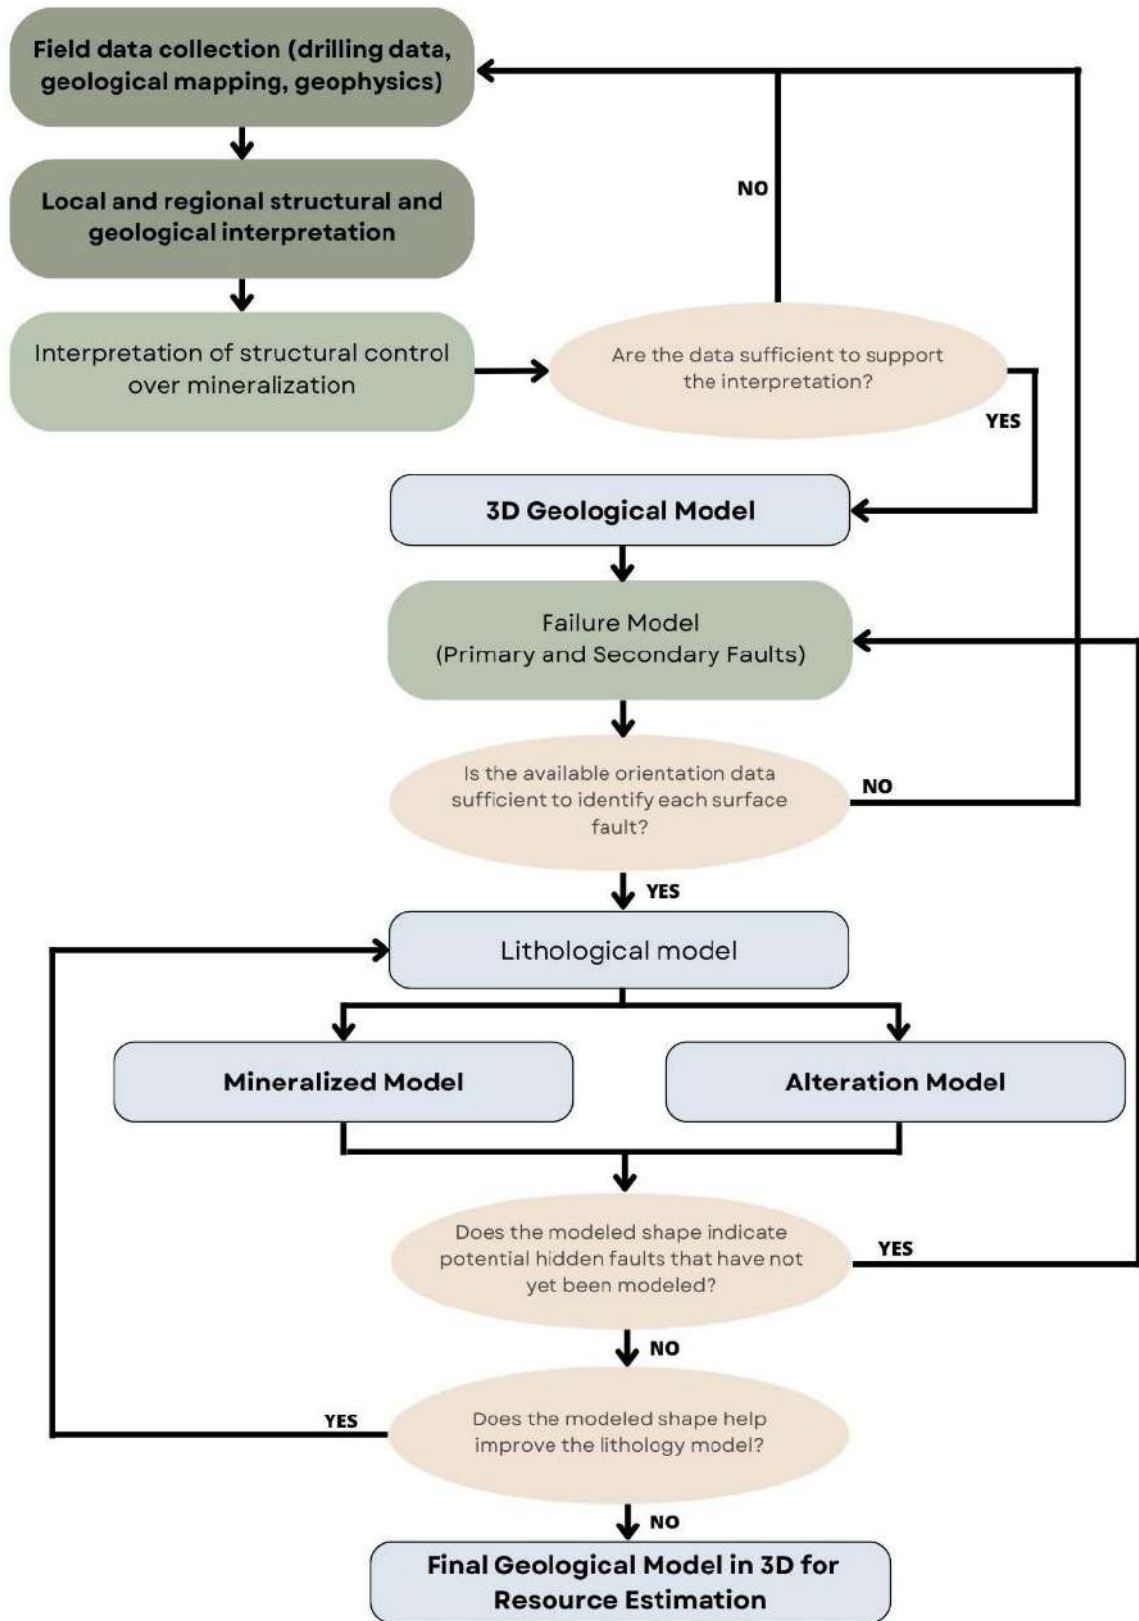 Field data collection (drilling data,
geological mapping, geophysics)
Local and regional structural and
geological interpretation
NO
Interpretation of structural control
over mineralization
Are the data sufficient to support
the interpretation?
YES
3D Geological Model
Failure Model
(Primary and Secondary Faults)
Is the available orientation data
sufficient to identify each surface
fault?
NO
YES
Lithological model
Mineralized Model
Alteration Model
Does the modeled shape indicate
potential hidden faults that have not
yet been modeled?
YES
NO
Does the modeled shape help
improve the lithology model?
YES
NO
Final Geological Model in 3D for
Resource Estimation